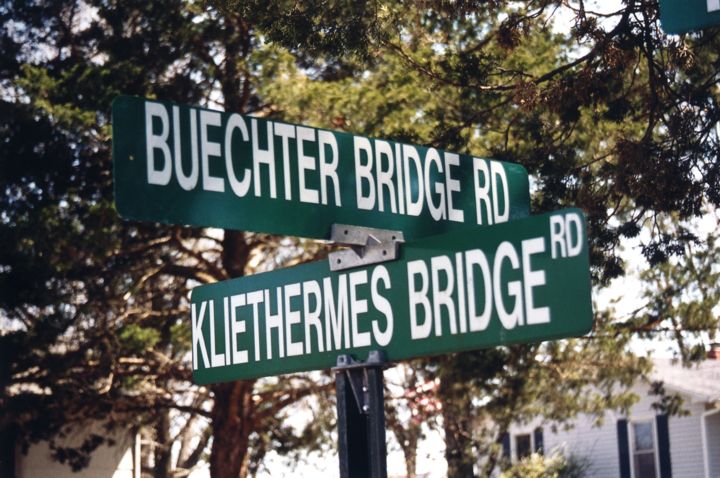 BUECHTER BRIDGE RD
KLIETHERMES BRIDGE RD